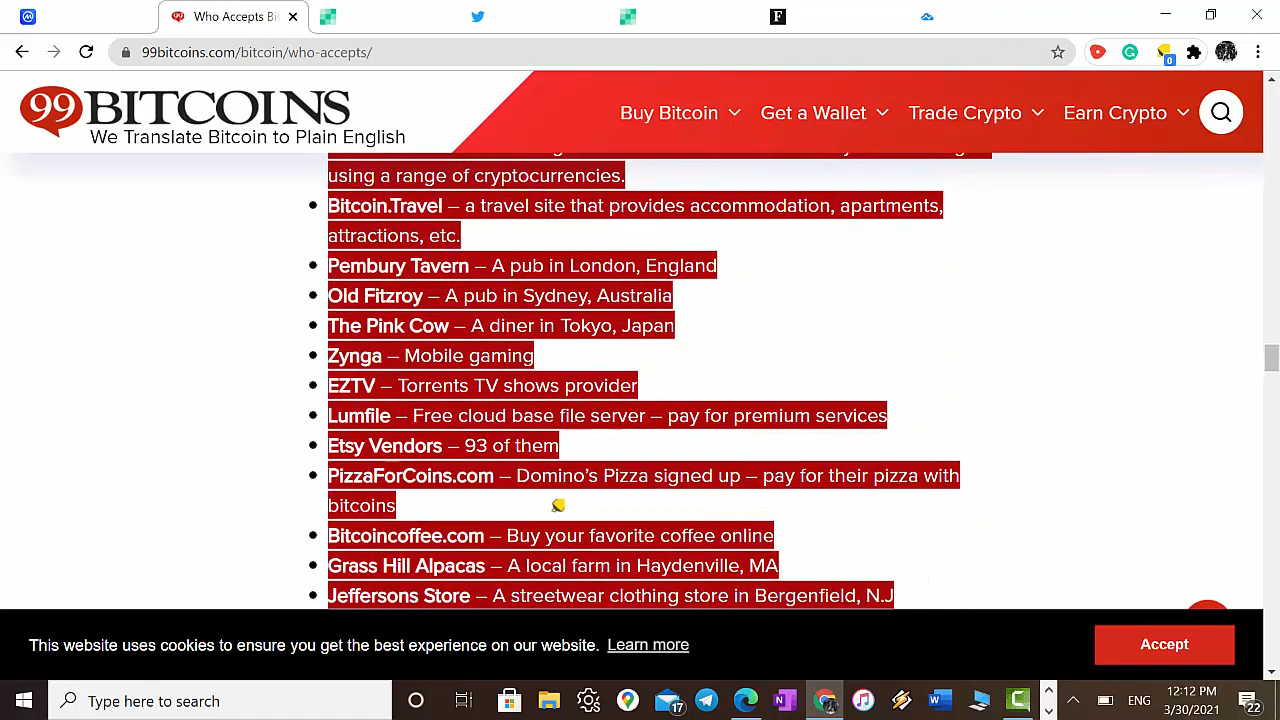 Who Accepts Bi
99bitcoins.com/bitcoin/who-accepts/
0
99BITCOINS
We Translate Bitcoin to Plain English
Buy Bitcoin
Get a Wallet
Trade Crypto
Earn Crypto
using a range of cryptocurrencies.
Bitcoin.Travel – a travel site that provides accommodation, apartments,
attractions, etc.
Pembury Tavern – A pub in London, England
Old Fitzroy – A pub in Sydney, Australia
The Pink Cow – A diner in Tokyo, Japan
Zynga – Mobile gaming
EZTV – Torrents TV shows provider
Lumfile – Free cloud base file server – pay for premium services
Etsy Vendors – 93 of them
PizzaForCoins.com – Domino's Pizza signed up – pay for their pizza with
bitcoins
Bitcoincoffee.com – Buy your favorite coffee online
Grass Hill Alpacas – A local farm in Haydenville, MA
Jeffersons Store – A streetwear clothing store in Bergenfield, N.J
This website uses cookies to ensure you get the best experience on our website. Learn more
Accept
Type here to search
17
ENG
12:12 PM
3/30/2021
22